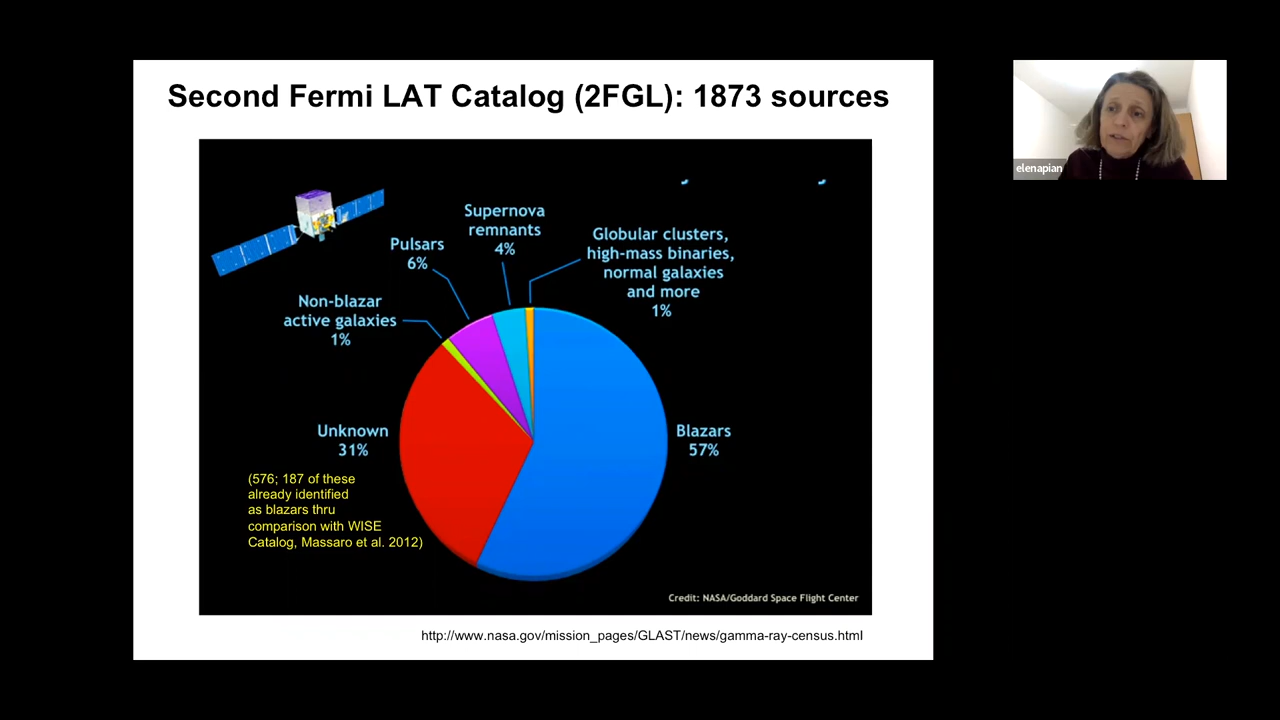 Second Fermi LAT Catalog (2FGL): 1873 sources
Supernova
remnants
4%
Pulsars
6%
Globular clusters,
high-mass binaries,
normal galaxies
and more
1%
Non-blazar
active galaxies
1%
Unknown
31%
Blazars
57%
(576; 187 of these
already identified
as blazars thru
comparison with WISE
Catalog, Massaro et al. 2012)
Credit: NASA/Goddard Space Flight Center
http://www.nasa.gov/mission_pages/GLAST/news/gamma-ray-census.html
elenapian